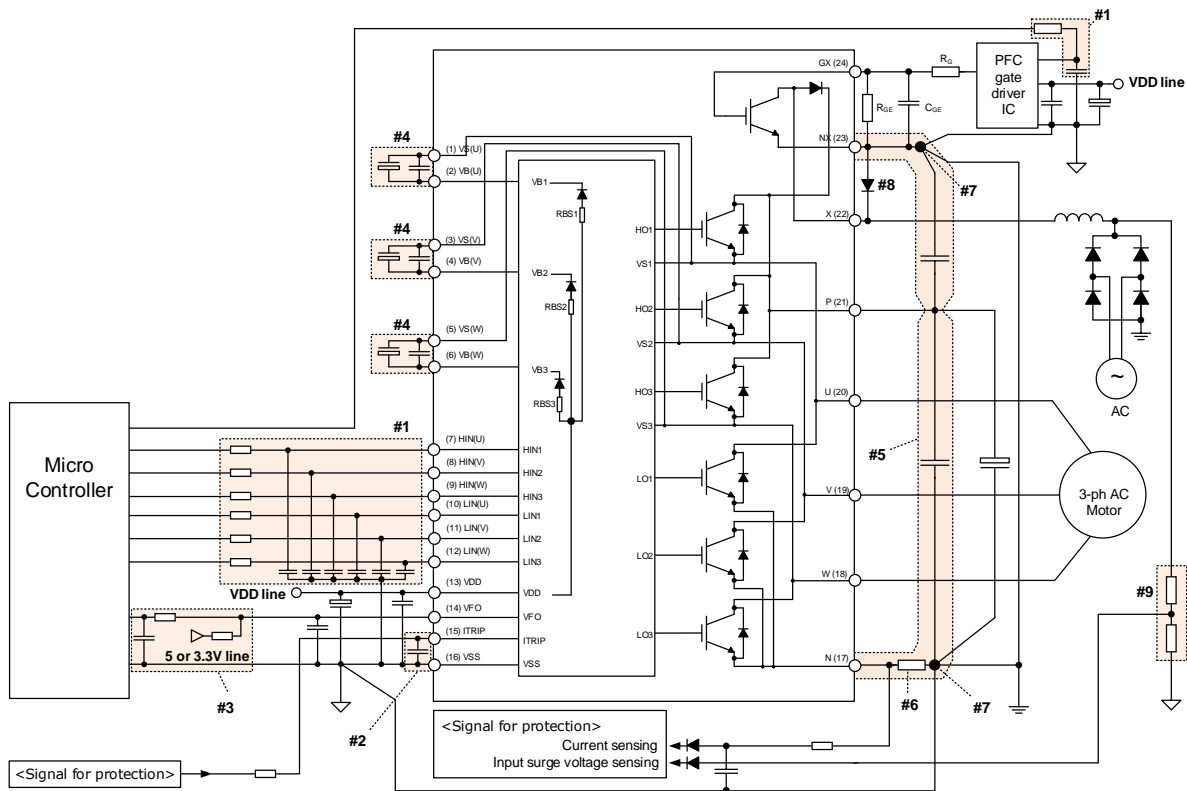 #1
GX (24)
RG
PFC
gate
driver
IC
VDD line
RGE
CGE
#4
(1) VS(U)
(2) VB(U)
NX (23)
#7
#8
VB1
RBS1
X (22)
#4
(3) VS(V)
(4) VB(V)
HO1
VS1
VB2
RBS2
HO2
P (21)
VS2
#4
(5) VS(W)
(6) VB(W)
VB3
RBS3
HO3
VS3
~
AC
U (20)
#1
Micro
Controller
(7) HIN(U)
HIN1
(8) HIN(V)
HIN2
(9) HIN(W)
HIN3
(10) LIN(U)
LIN1
(11) LIN(V)
LIN2
(12) LIN(W)
LIN3
(13) VDD
VDD line
VDD
(14) VFO
VFO
(15) ITRIP
ITRIP
(16) VSS
VSS
LO1
LO2
LO3
#5
V (19)
3-ph AC
Motor
W (18)
#9
5 or 3.3V line
N (17)
#3
#2
#6
#7
<Signal for protection>
Current sensing
Input surge voltage sensing
<Signal for protection>